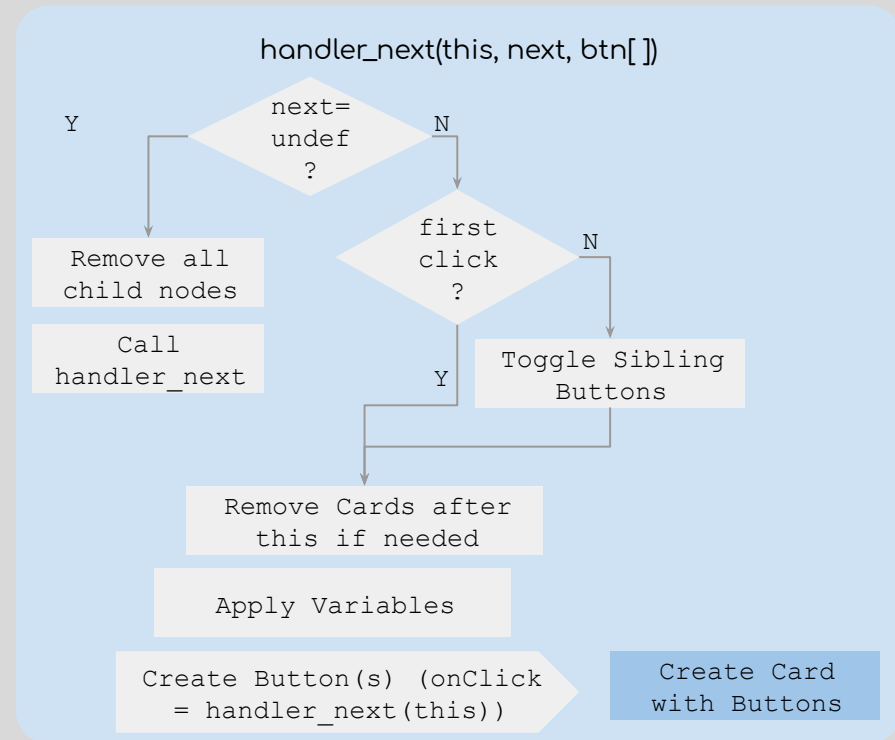 handler_next(this, next, btn[ ])
next=
undef
?
Y
N
first
click
?
N
Y
Remove all
child nodes
Call
handler_next
Toggle Sibling
Buttons
Remove Cards after
this if needed
Apply Variables
Create Button(s) (onClick
= handler_next(this))
Create Card
with Buttons